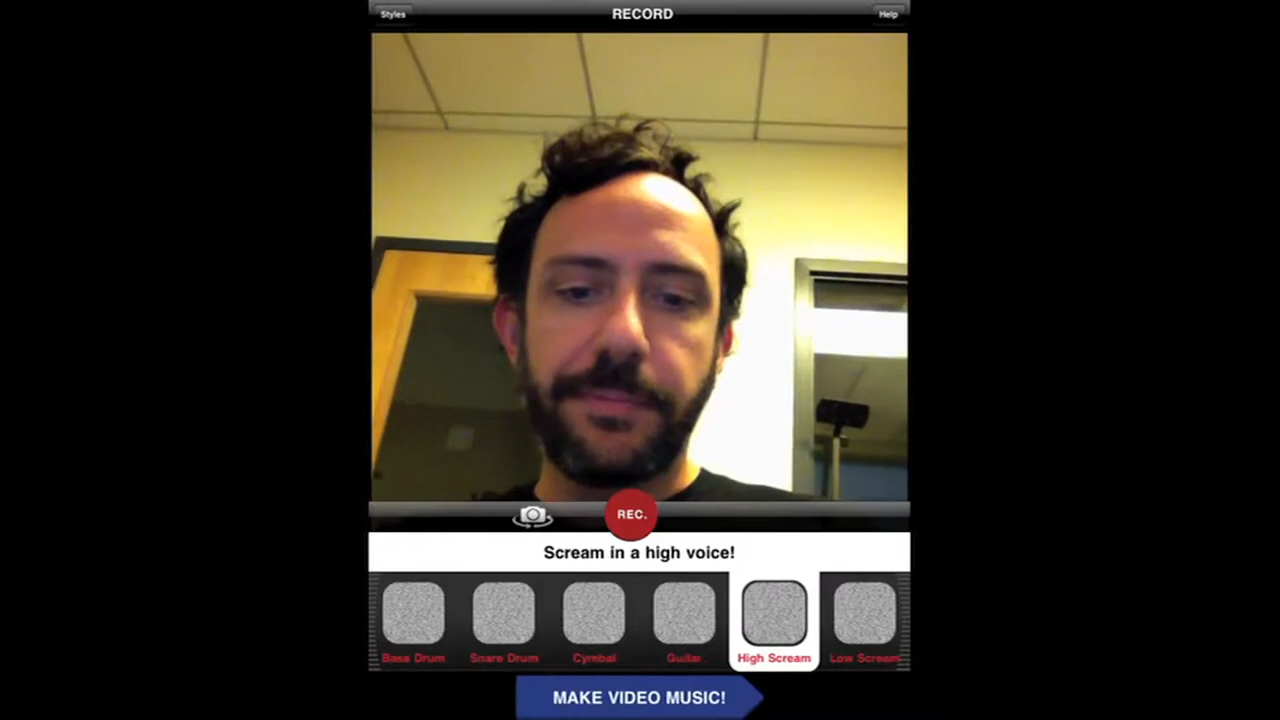 Styles
RECORD
Help
REC.
Scream in a high voice!
Bass Drum
Snare Drum
Cymbal
Guitar
High Scream
Low Scream
MAKE VIDEO MUSIC!